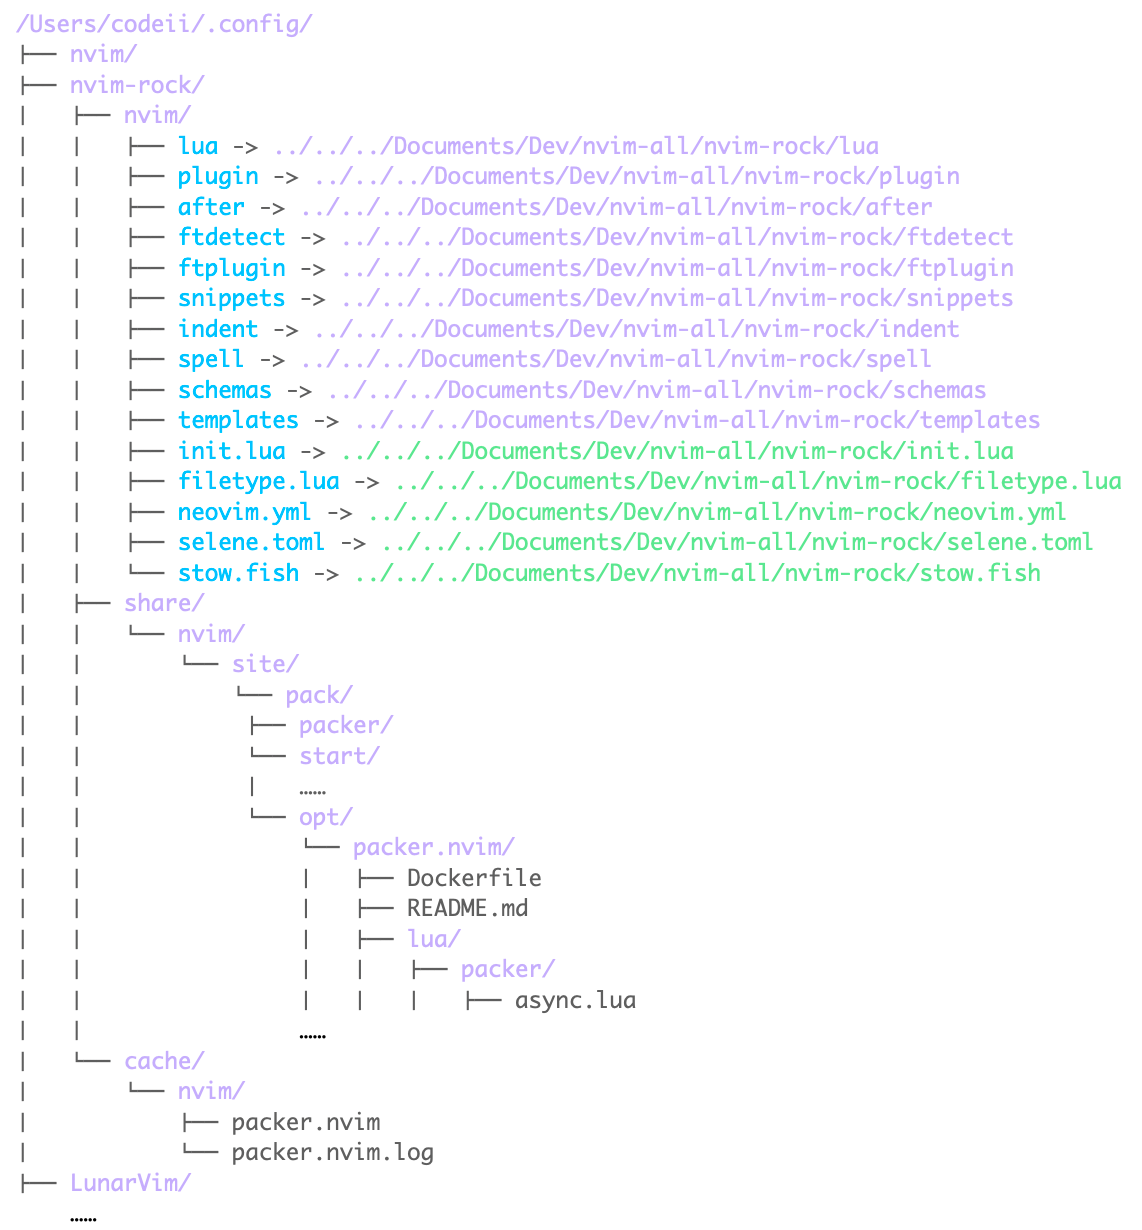 /Users/codeii/.config/
├── nvim/
├── nvim-rock/
|   ├── nvim/
|   |   ├── lua -> ../../../Documents/Dev/nvim-all/nvim-rock/lua
|   |   ├── plugin -> ../../../Documents/Dev/nvim-all/nvim-rock/plugin
|   |   ├── after -> ../../../Documents/Dev/nvim-all/nvim-rock/after
|   |   ├── ftdetect -> ../../../Documents/Dev/nvim-all/nvim-rock/ftdetect
|   |   ├── ftplugin -> ../../../Documents/Dev/nvim-all/nvim-rock/ftplugin
|   |   ├── snippets -> ../../../Documents/Dev/nvim-all/nvim-rock/snippets
|   |   ├── indent -> ../../../Documents/Dev/nvim-all/nvim-rock/indent
|   |   ├── spell -> ../../../Documents/Dev/nvim-all/nvim-rock/spell
|   |   ├── schemas -> ../../../Documents/Dev/nvim-all/nvim-rock/schemas
|   |   ├── templates -> ../../../Documents/Dev/nvim-all/nvim-rock/templates
|   |   ├── init.lua -> ../../../Documents/Dev/nvim-all/nvim-rock/init.lua
|   |   ├── filetype.lua -> ../../../Documents/Dev/nvim-all/nvim-rock/filetype.lua
|   |   ├── neovim.yml -> ../../../Documents/Dev/nvim-all/nvim-rock/neovim.yml
|   |   ├── selene.toml -> ../../../Documents/Dev/nvim-all/nvim-rock/selene.toml
|   |   └── stow.fish -> ../../../Documents/Dev/nvim-all/nvim-rock/stow.fish
|   ├── share/
|   |   └── nvim/
|   |       └── site/
|   |           └── pack/
|   |            ├── packer/
|   |            └── start/
|   |            |   ……
|   |            └── opt/
|   |                └── packer.nvim/
|   |                |   ├── Dockerfile
|   |                |   ├── README.md
|   |                |   ├── lua/
|   |                |   |   ├── packer/
|   |                |   |   |   ├── async.lua
|   |                ……
|   └── cache/
|       └── nvim/
|           ├── packer.nvim
|           └── packer.nvim.log
├── LunarVim/
    ……